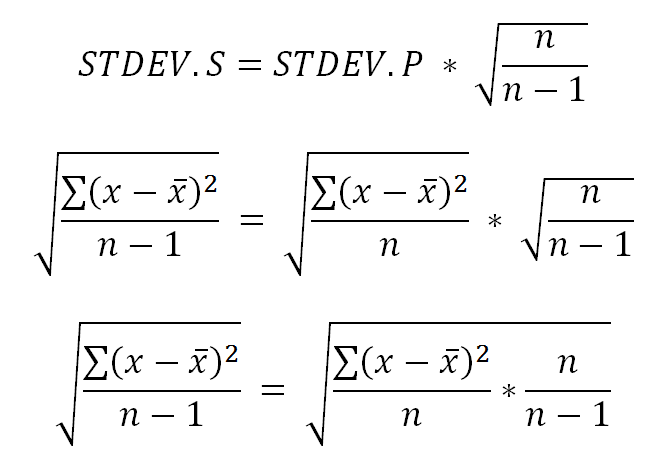 STDEV.S = STDEV.P * √(n/(n − 1))
√(∑(x − x̄)²/(n − 1)) = √(∑(x − x̄)²/n) * √(n/(n − 1))
√(∑(x − x̄)²/(n − 1)) = √(∑(x − x̄)²/n * n/(n − 1))